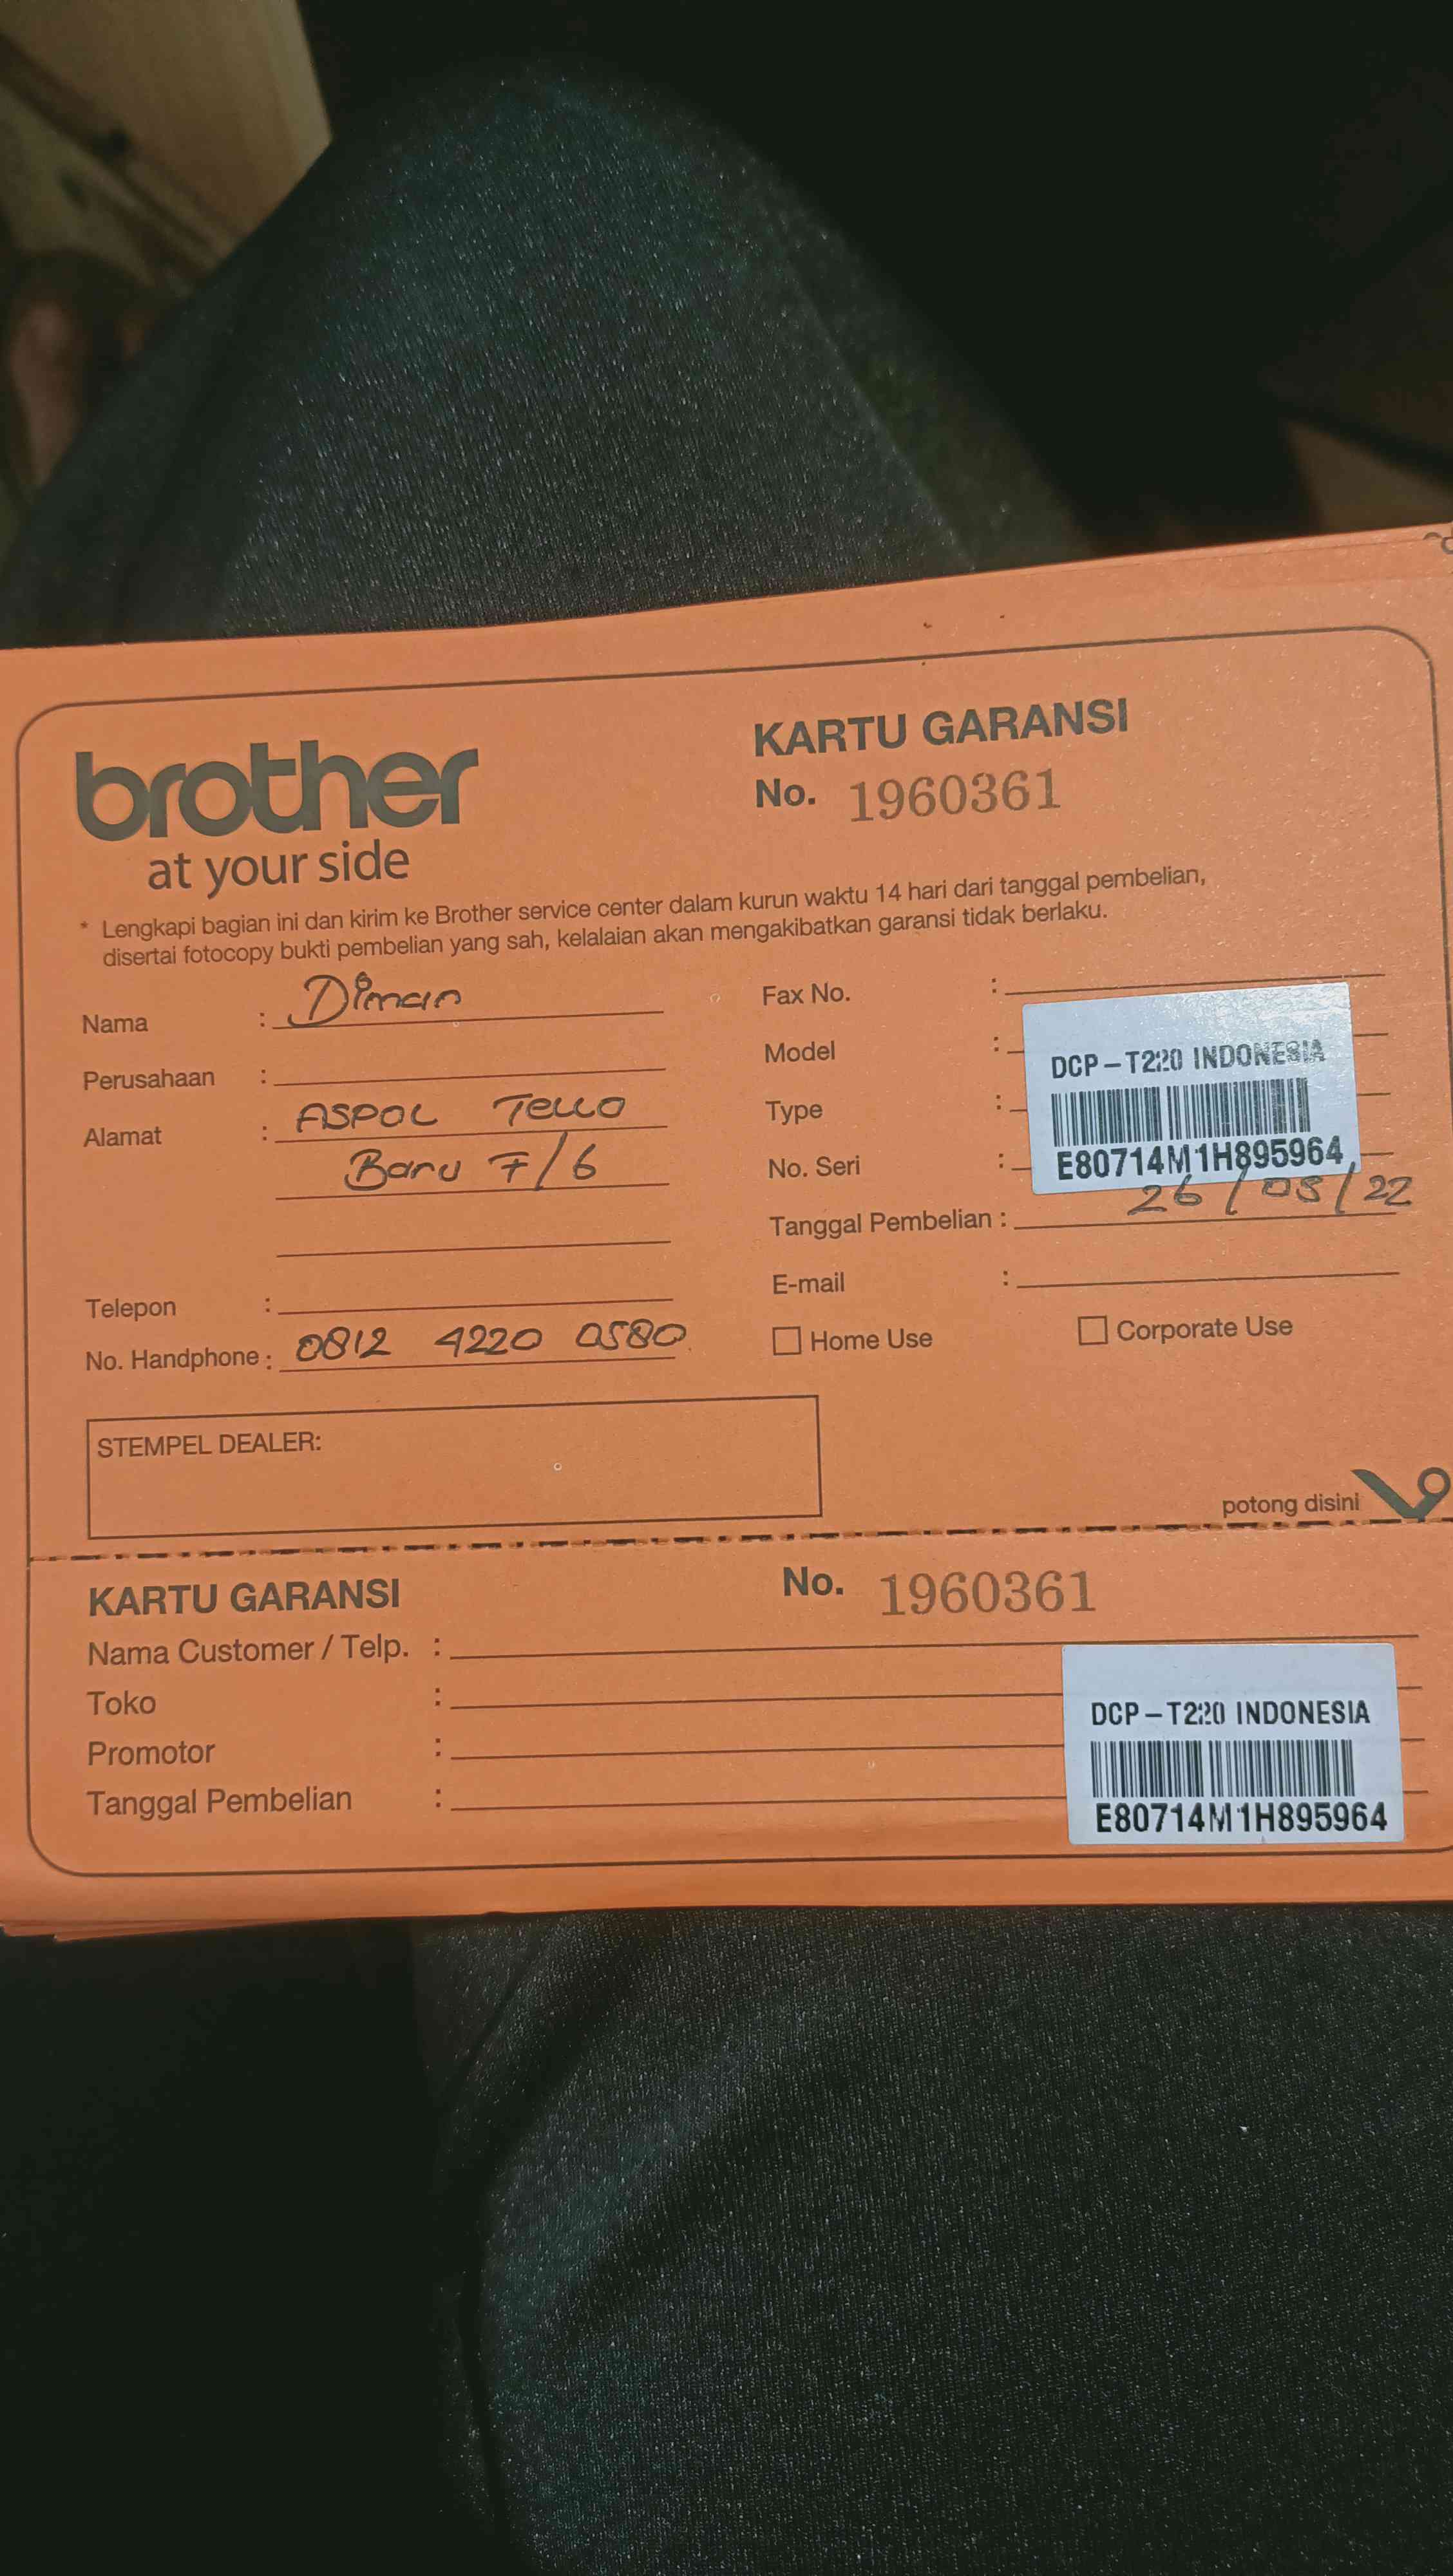 brother
at your side
KARTU GARANSI
No. 1960361
* Lengkapi bagian ini dan kirim ke Brother service center dalam kurun waktu 14 hari dari tanggal pembelian,
disertai fotocopy bukti pembelian yang sah, kelalaian akan mengakibatkan garansi tidak berlaku.
Nama : Diman
Perusahaan :
Alamat : ASPOL Tello
Baru F/6
Telepon :
No. Handphone : 0812 4220 0580
Fax No. :
Model :
Type :
No. Seri :
DCP-T220 INDONESIA
E80714M1H895964
Tanggal Pembelian : 26/05/22
E-mail :
Home Use
Corporate Use
STEMPEL DEALER:
potong disini
KARTU GARANSI
No. 1960361
Nama Customer / Telp. :
Toko :
Promotor :
Tanggal Pembelian :
DCP-T220 INDONESIA
E80714M1H895964